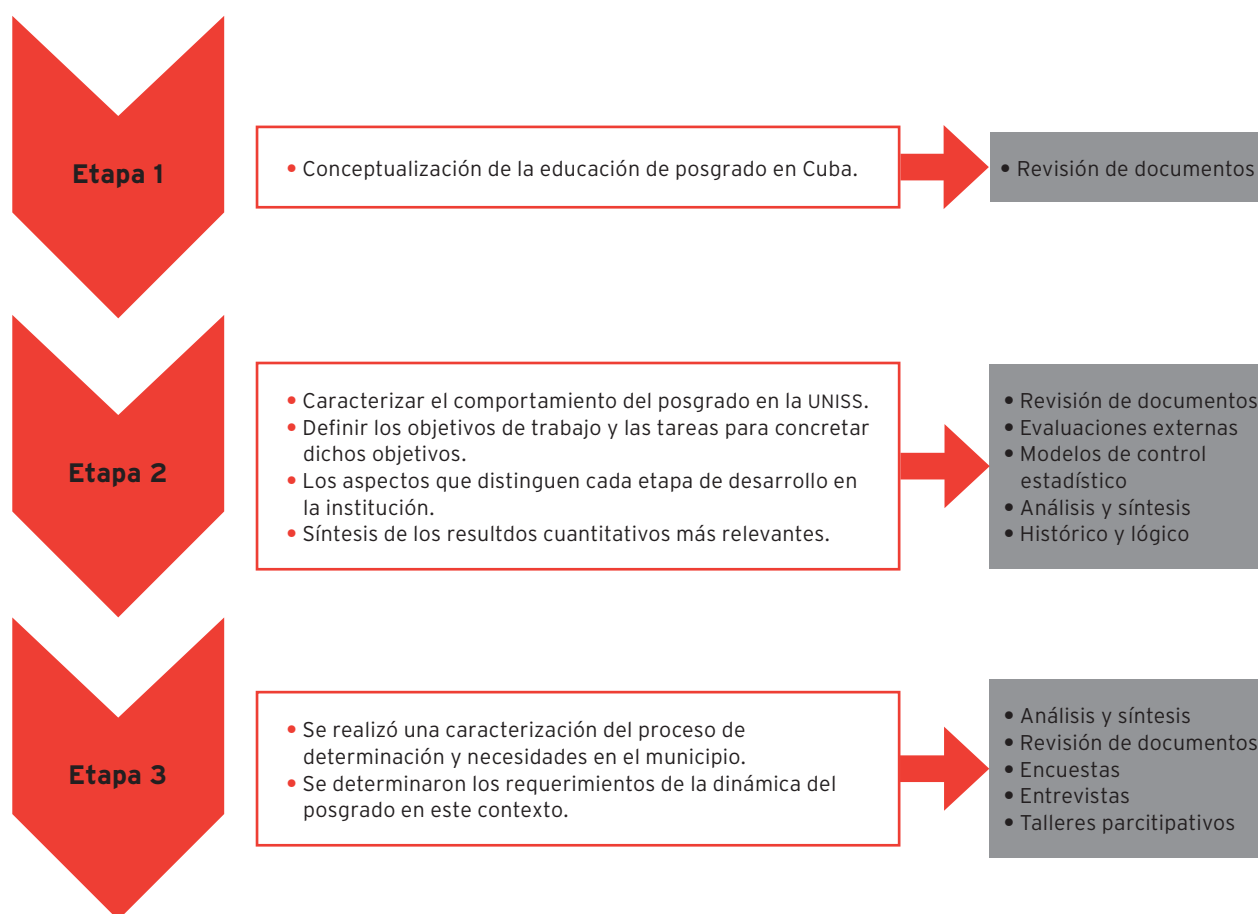 Etapa 1
• Conceptualización de la educación de posgrado en Cuba.
• Revisión de documentos
Etapa 2
• Caracterizar el comportamiento del posgrado en la UNISS.
• Definir los objetivos de trabajo y las tareas para concretar
dichos objetivos.
• Los aspectos que distinguen cada etapa de desarrollo en
la institución.
• Síntesis de los resultdos cuantitativos más relevantes.
• Revisión de documentos
• Evaluaciones externas
• Modelos de control
estadístico
• Análisis y síntesis
• Histórico y lógico
Etapa 3
• Se realizó una caracterización del proceso de
determinación y necesidades en el municipio.
• Se determinaron los requerimientos de la dinámica del
posgrado en este contexto.
• Análisis y síntesis
• Revisión de documentos
• Encuestas
• Entrevistas
• Talleres parcitipativos